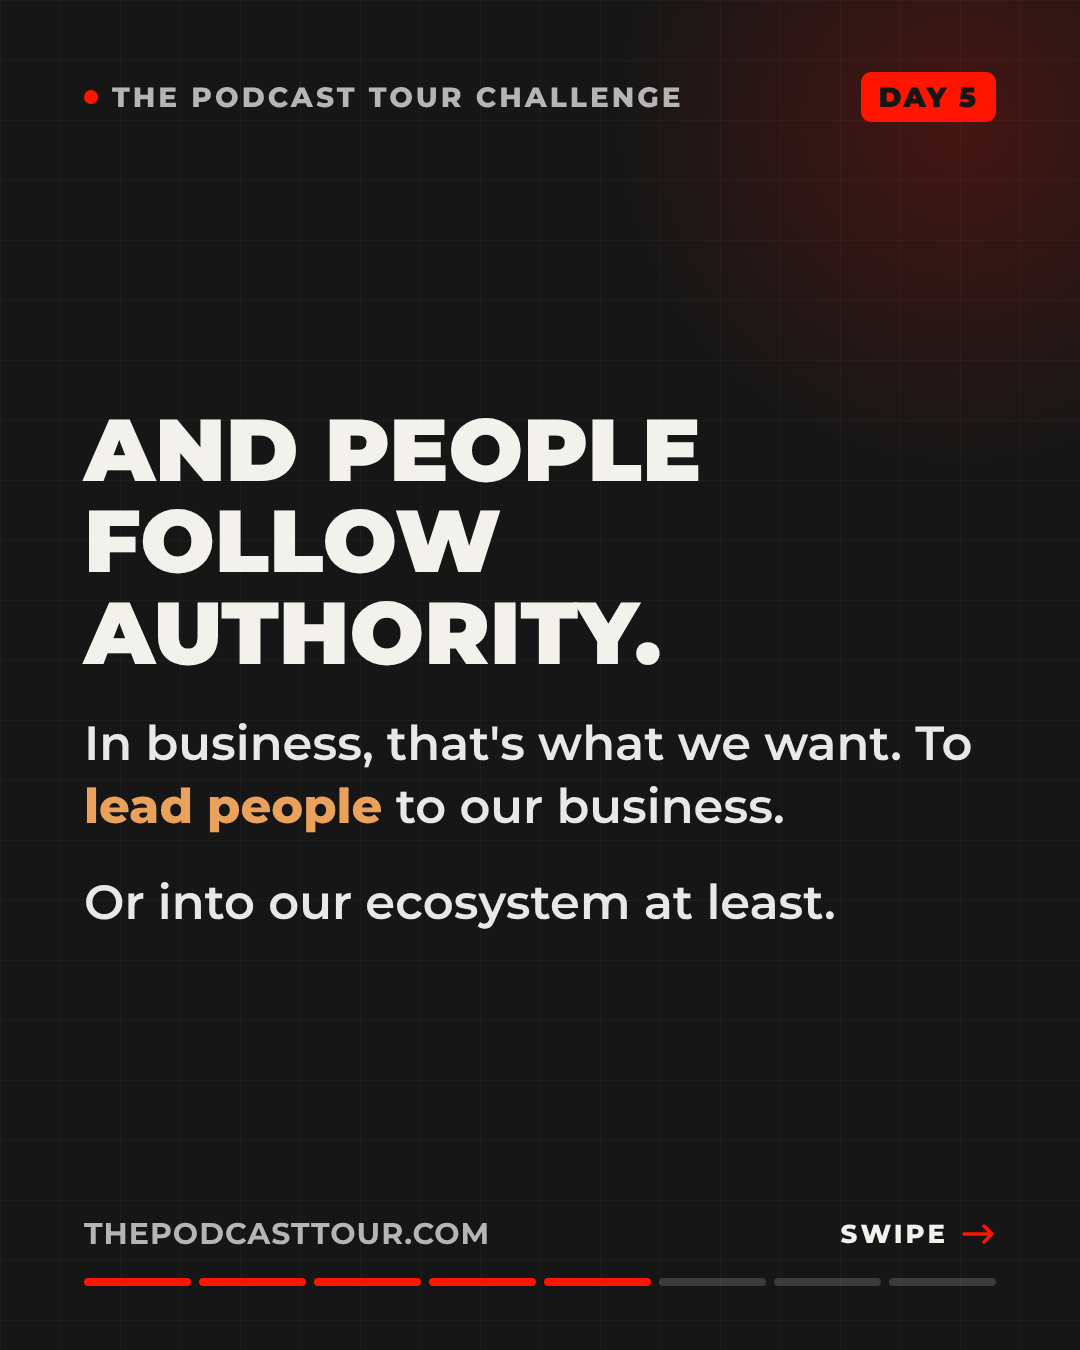 THE PODCAST TOUR CHALLENGE
DAY 5
AND PEOPLE
FOLLOW
AUTHORITY.
In business, that's what we want. To
lead people to our business.
Or into our ecosystem at least.
THEPODCASTTOUR.COM
SWIPE →